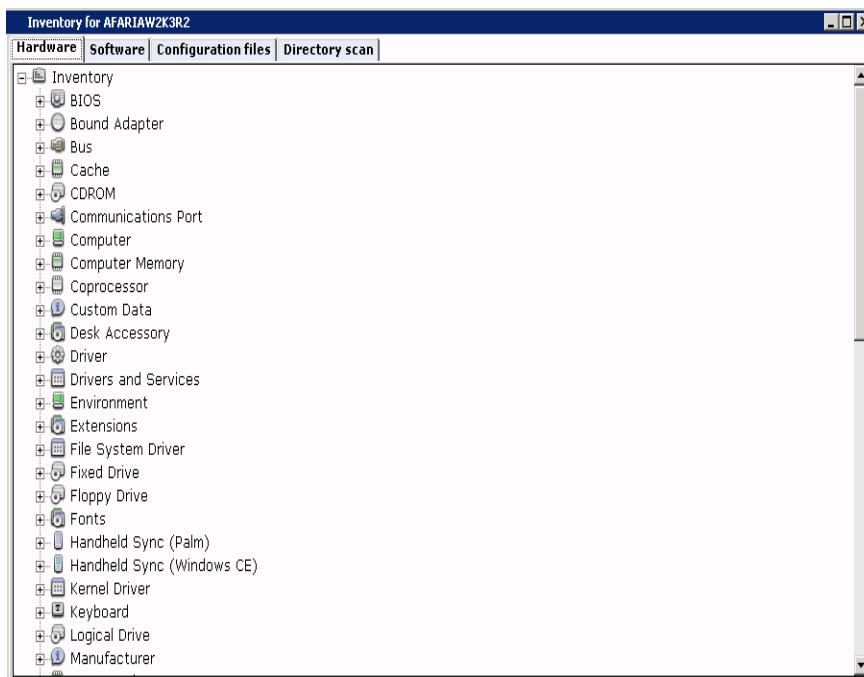 Inventory for AFARIAW2K3R2
Hardware Software Configuration files Directory scan
Inventory
BIOS
Bound Adapter
Bus
Cache
CDROM
Communications Port
Computer
Computer Memory
Coprocessor
Custom Data
Desk Accessory
Driver
Drivers and Services
Environment
Extensions
File System Driver
Fixed Drive
Floppy Drive
Fonts
Handheld Sync (Palm)
Handheld Sync (Windows CE)
Kernel Driver
Keyboard
Logical Drive
Manufacturer